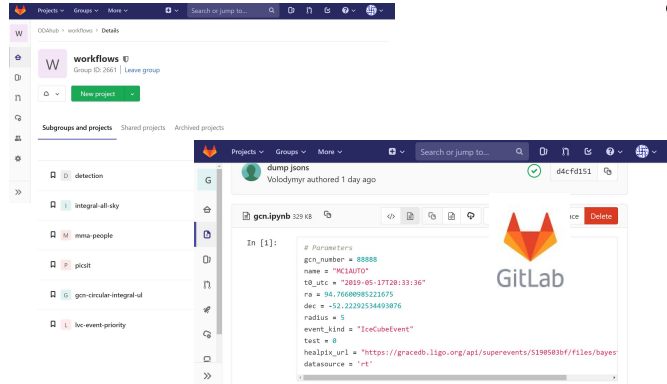 Projects Groups More Search or jump to...
W
ODAhub > workflows > Details
W workflows
Group ID: 2661 | Leave group
New project
Subgroups and projects Shared projects Archived projects
D detection
I integral-all-sky
M mma-people
P picsit
G gcn-circular-integral-ul
L lvc-event-priority
Projects Groups More Search or jump to...
G
dump jsons
Volodymyr authored 1 day ago
d4cfd151
gcn.ipynb 329 KB
</>
Delete
GitLab
In [1]:
# Parameters
gcn_number = 88888
name = "MC1AUTO"
t0_utc = "2019-05-17T20:33:36"
ra = 94.76600985221675
dec = -52.22292534493076
radius = 5
event_kind = "IceCubeEvent"
test = 0
healpix_url = "https://gracedb.ligo.org/api/superevents/S190503bf/files/bayes
datasource = 'rt'